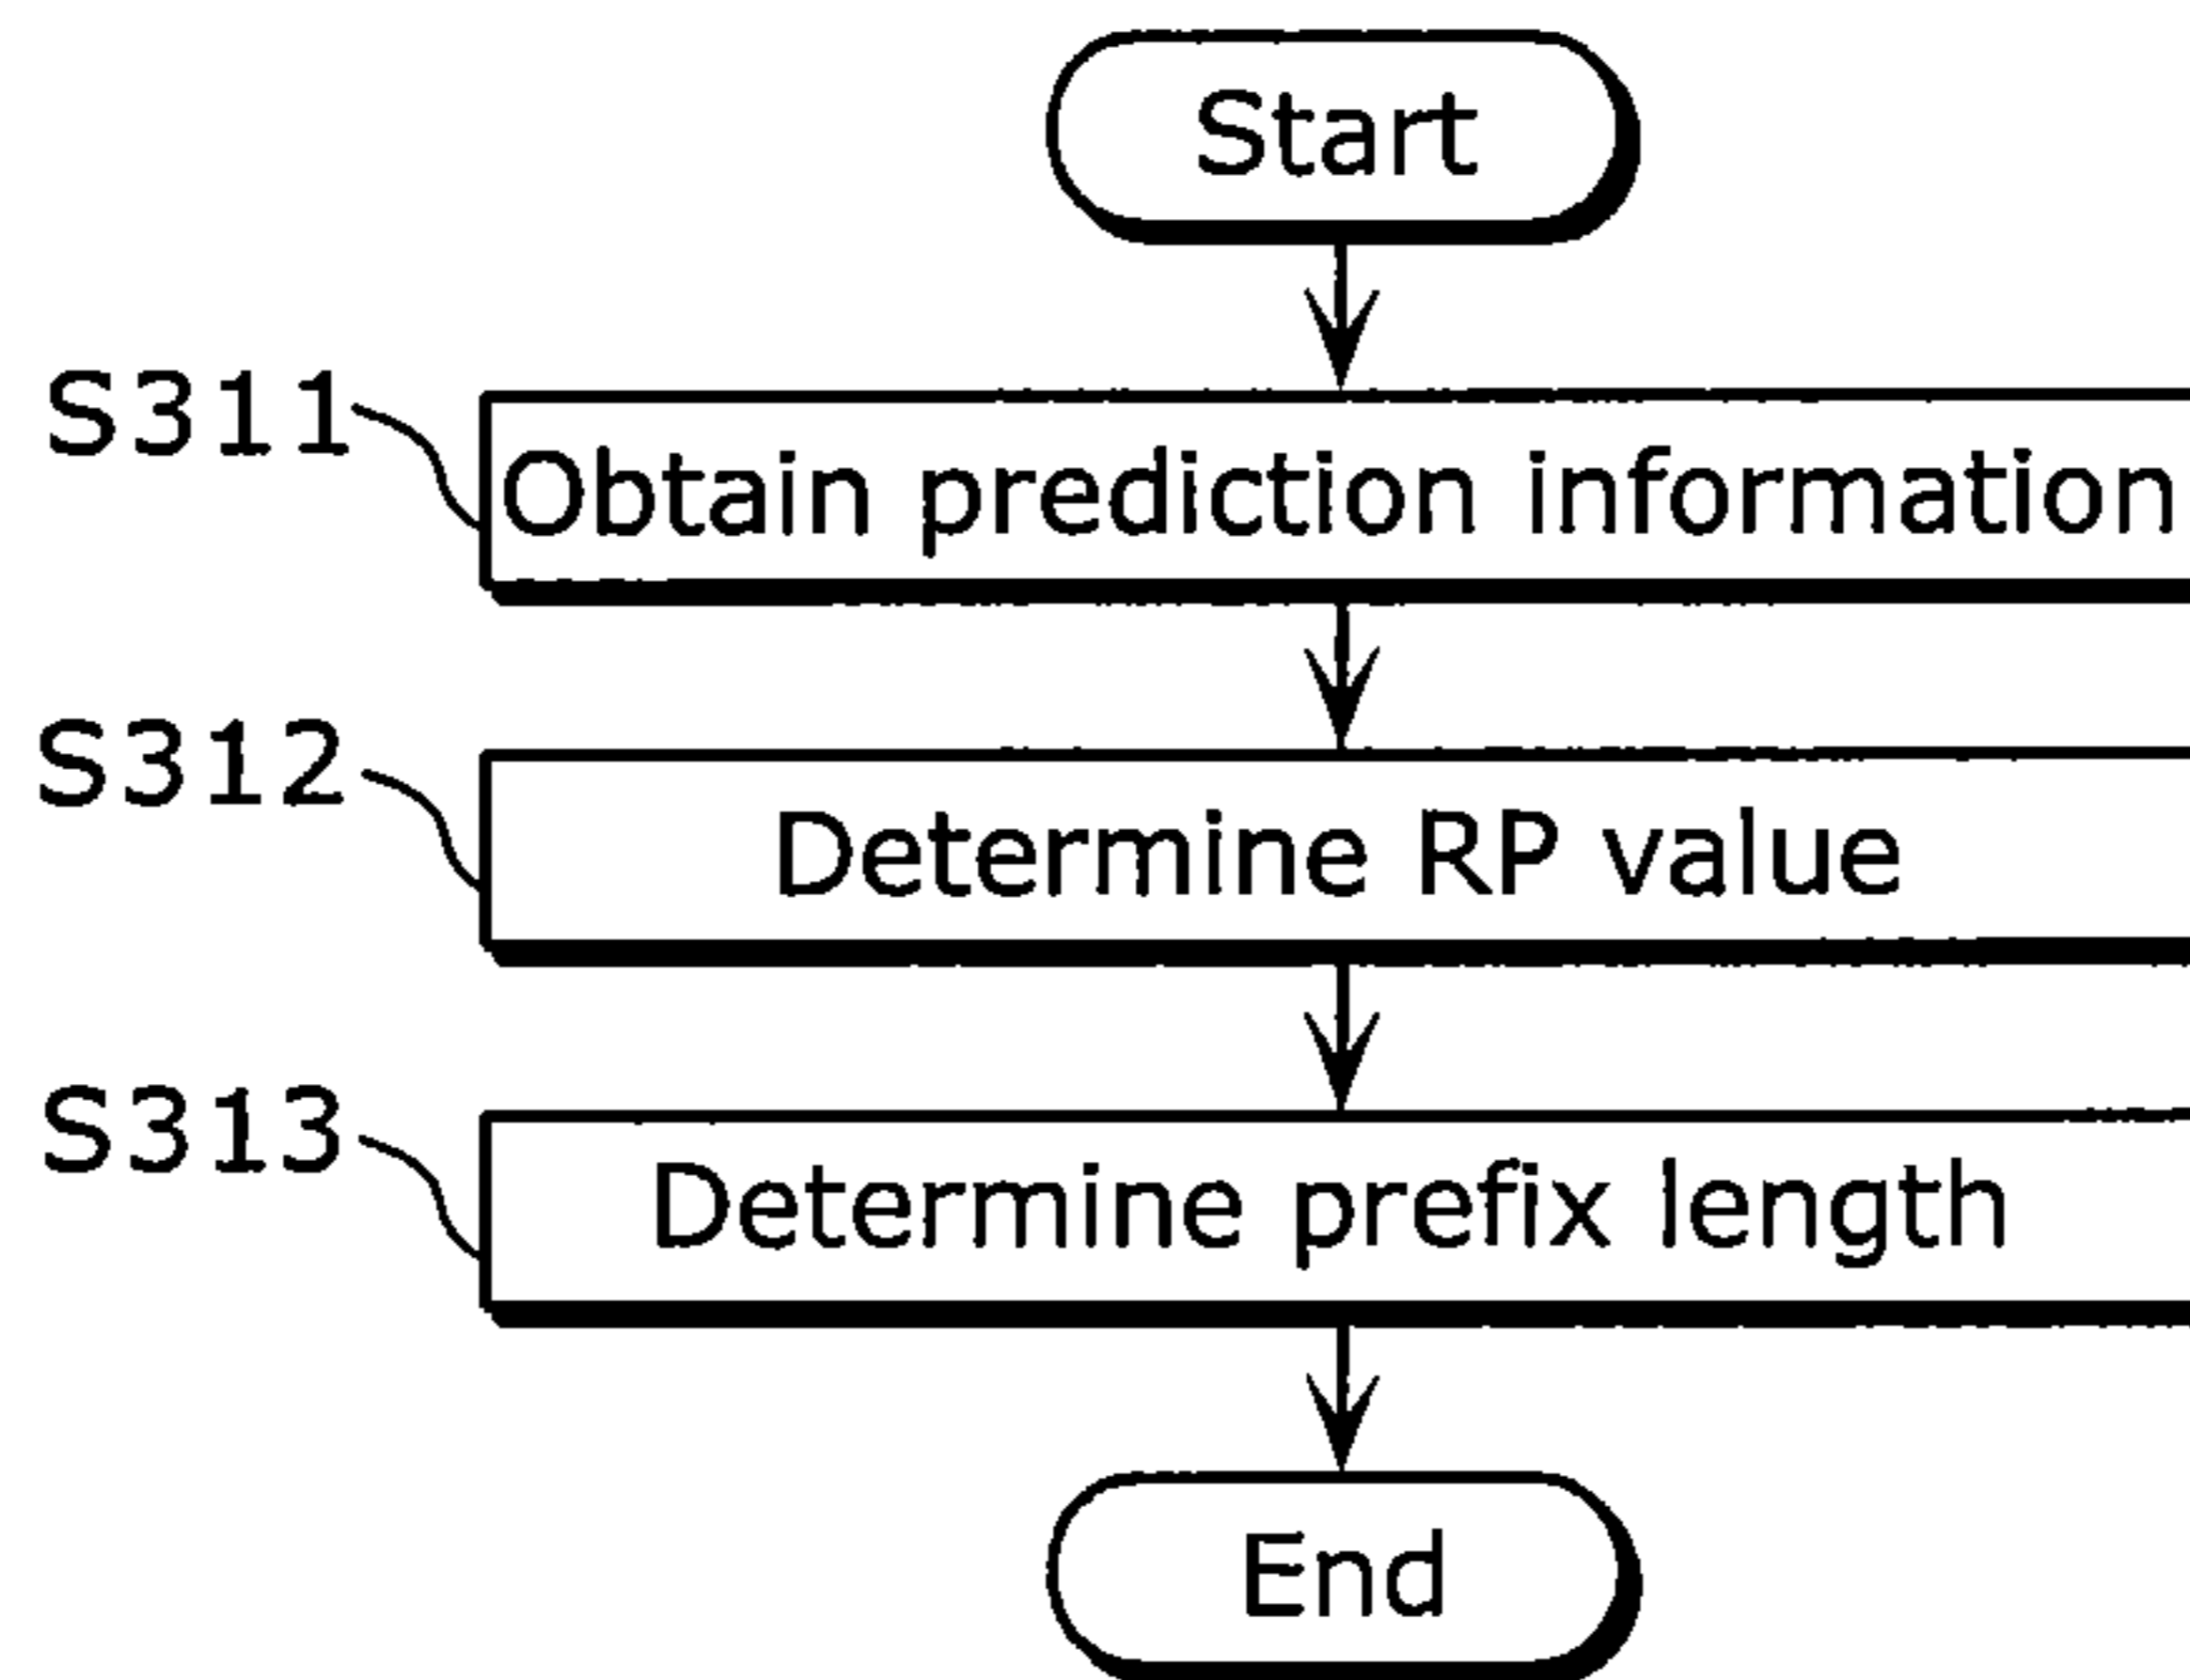 Start
S311
Obtain prediction information
S312
Determine RP value
S313
Determine prefix length
End